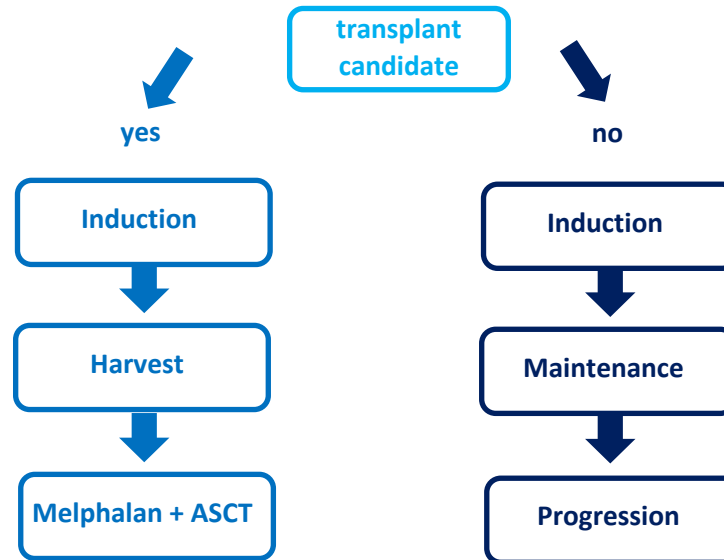 transplant
candidate
yes
no
Induction
Induction
Harvest
Maintenance
Melphalan + ASCT
Progression